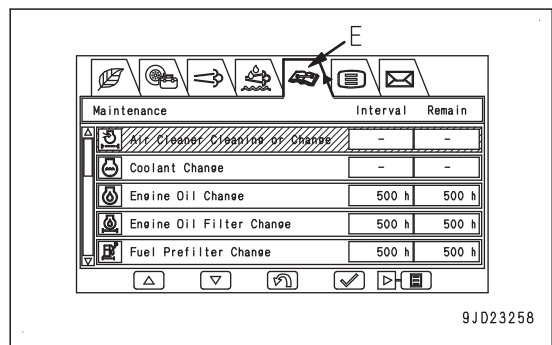 E
Maintenance Interval Remain
Air Cleaner Cleaning or Change - -
Coolant Change - -
Engine Oil Change 500 h 500 h
Engine Oil Filter Change 500 h 500 h
Fuel Prefilter Change 500 h 500 h
9JD23258